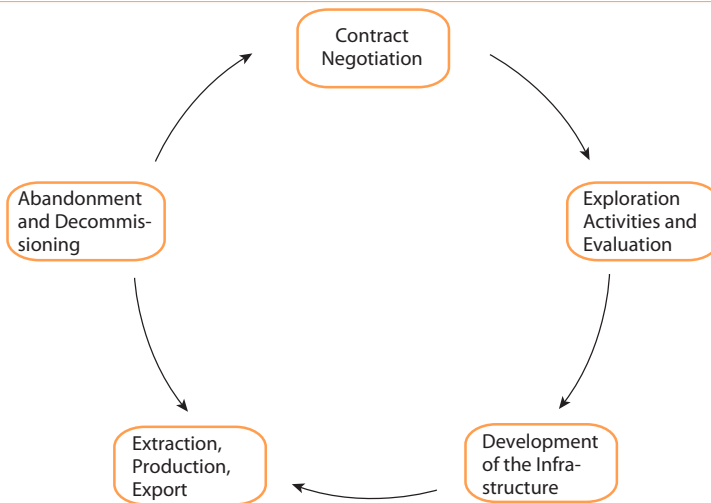 Contract
Negotiation
Exploration
Activities and
Evaluation
Development
of the Infra-
structure
Extraction,
Production,
Export
Abandonment
and Decommis-
sioning